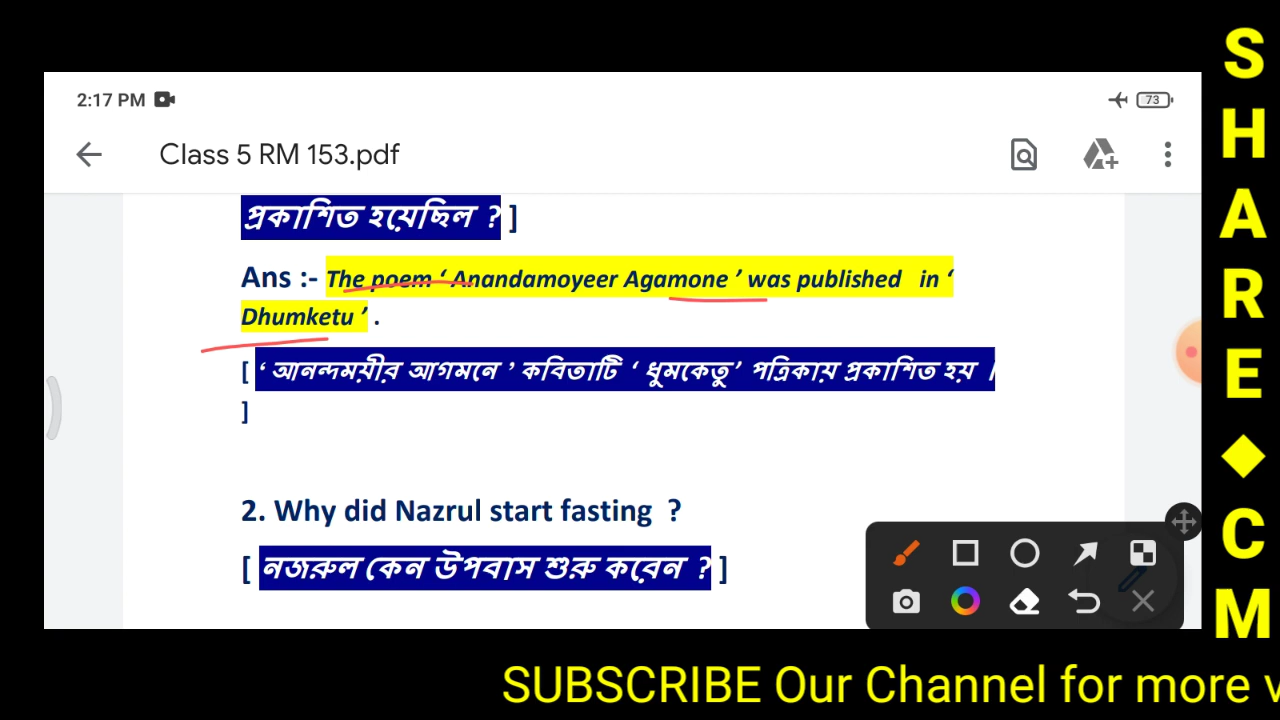 2:17 PM
73
Class 5 RM 153.pdf
প্রকাশিত হয়েছিল ? ]
Ans :- The poem ‘ Anandamoyeer Agamone ’ was published in ‘
Dhumketu ’ .
[ ‘ আনন্দময়ীর আগমনে ’ কবিতাটি ‘ ধুমকেতু’ পত্রিকায় প্রকাশিত হয় ।
]
2. Why did Nazrul start fasting ?
[ নজরুল কেন উপবাস শুরু করেন ? ]
SHARE◆CM
SUBSCRIBE Our Channel for more